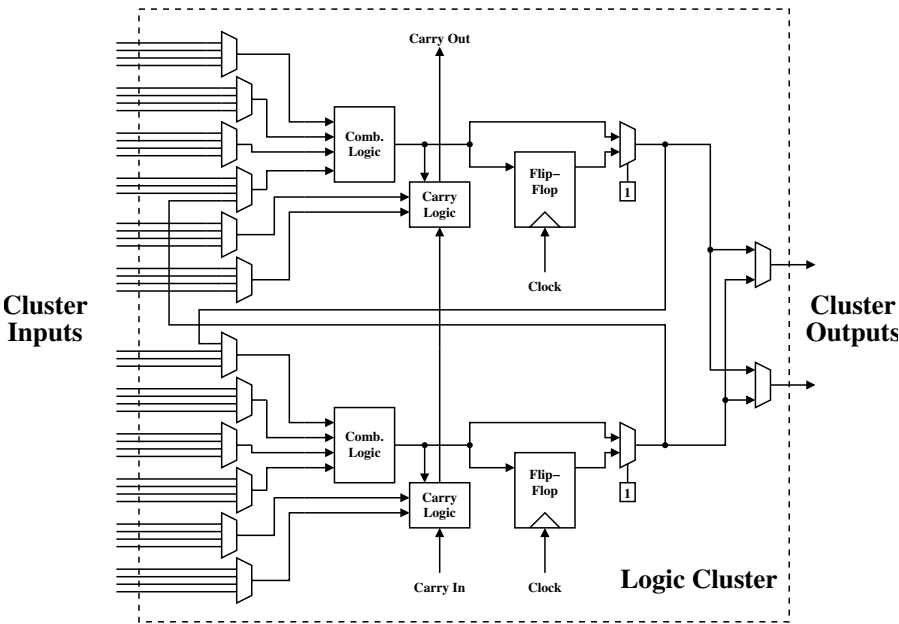 Carry Out
Comb.
Logic
Flip–
Flop
1
Carry
Logic
Clock
Cluster
Inputs
Cluster
Outputs
Comb.
Logic
Flip–
Flop
1
Carry
Logic
Carry In
Clock
Logic Cluster